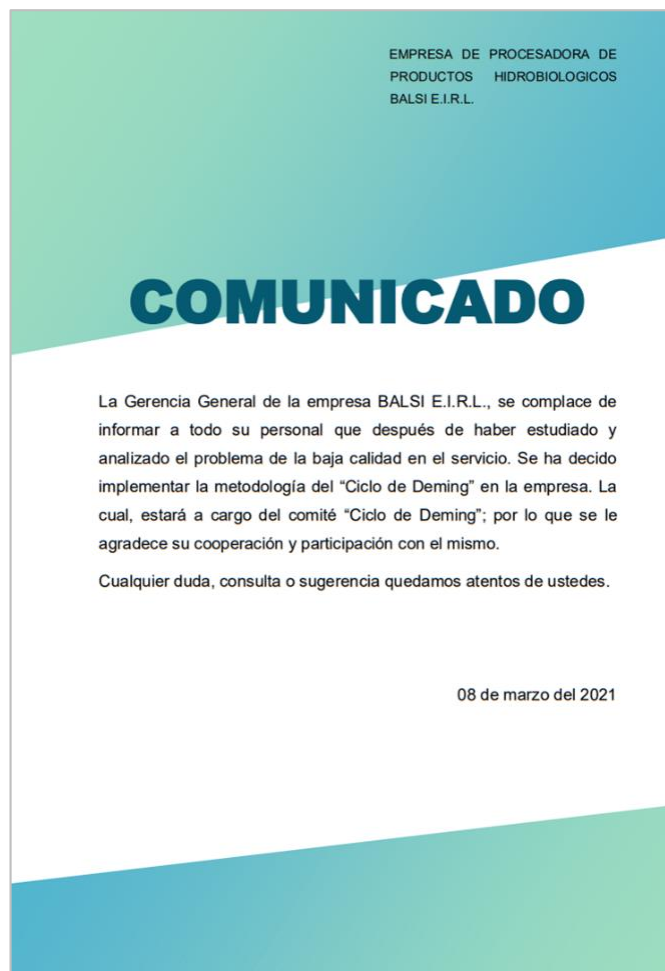 EMPRESA DE PROCESADORA DE
PRODUCTOS HIDROBIOLOGICOS
BALSI E.I.R.L.
COMUNICADO
La Gerencia General de la empresa BALSI E.I.R.L., se complace de
informar a todo su personal que después de haber estudiado y
analizado el problema de la baja calidad en el servicio. Se ha decido
implementar la metodología del “Ciclo de Deming” en la empresa. La
cual, estará a cargo del comité “Ciclo de Deming”; por lo que se le
agradece su cooperación y participación con el mismo.
Cualquier duda, consulta o sugerencia quedamos atentos de ustedes.
08 de marzo del 2021